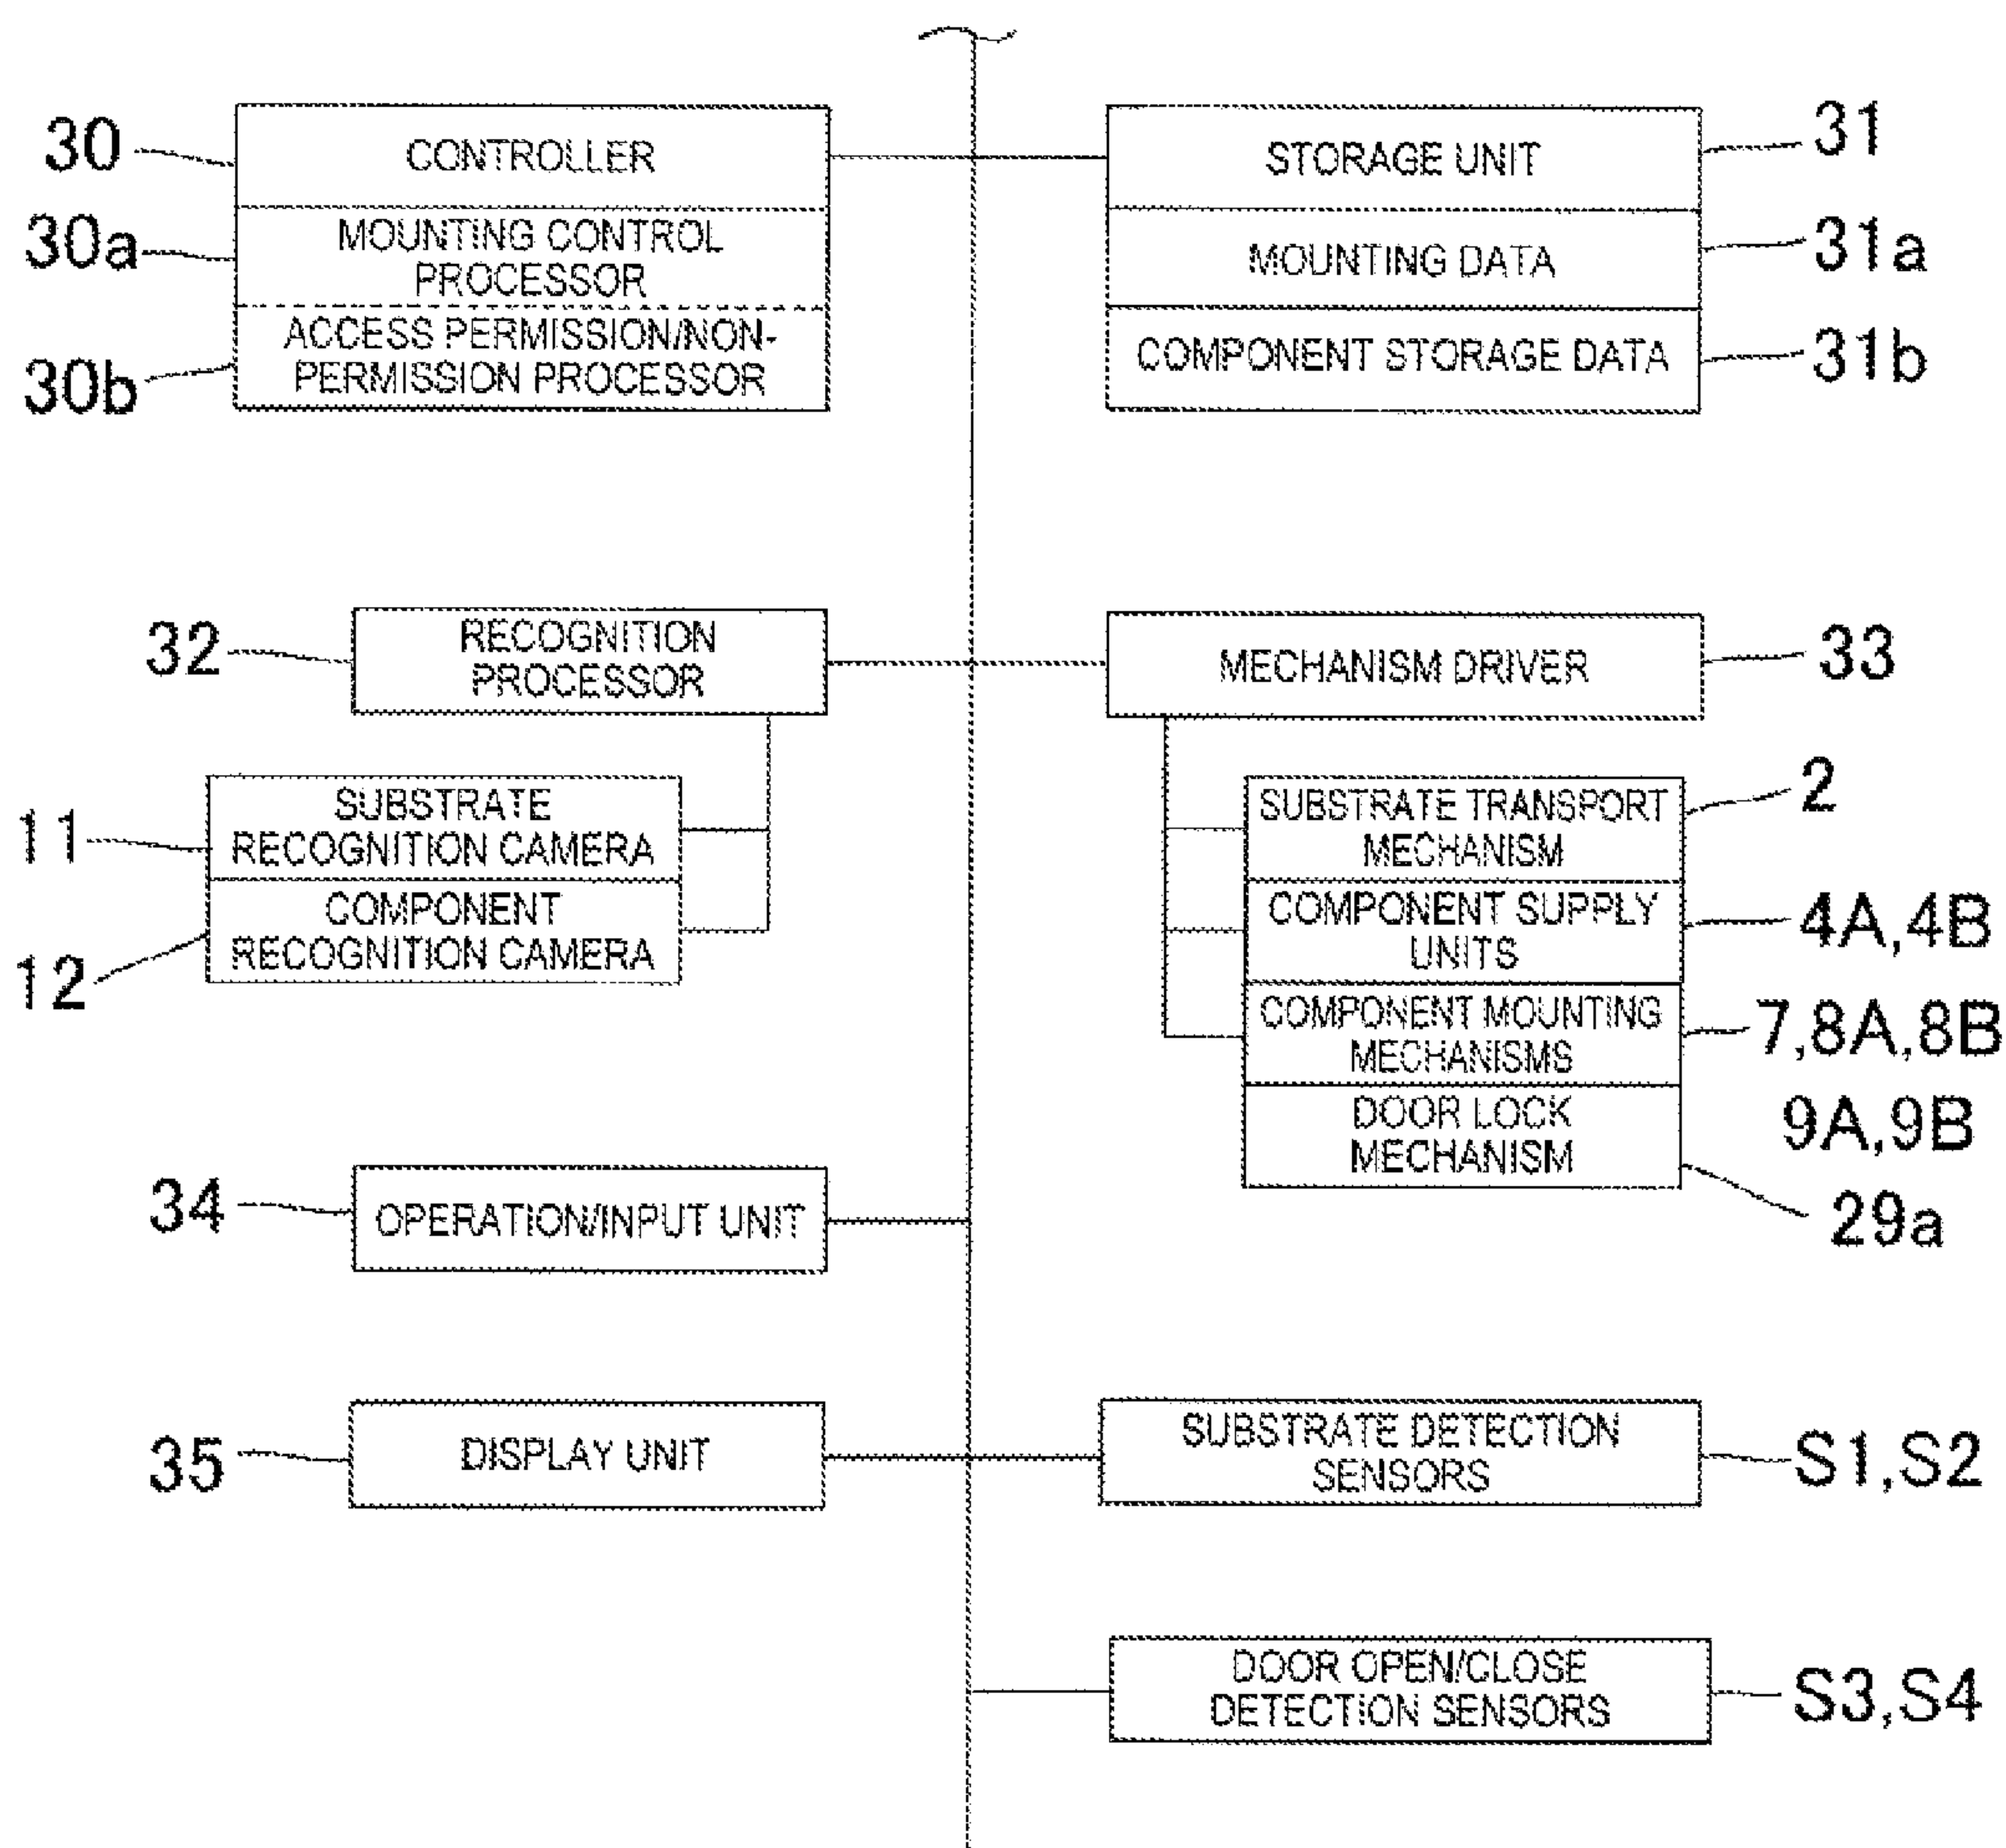 30
CONTROLLER
30a
MOUNTING CONTROL
PROCESSOR
30b
ACCESS PERMISSION/NON-
PERMISSION PROCESSOR
STORAGE UNIT
31
MOUNTING DATA
31a
COMPONENT STORAGE DATA
31b
32
RECOGNITION
PROCESSOR
11
SUBSTRATE
RECOGNITION CAMERA
12
COMPONENT
RECOGNITION CAMERA
MECHANISM DRIVER
33
SUBSTRATE TRANSPORT
MECHANISM
2
COMPONENT SUPPLY
UNITS
4A,4B
COMPONENT MOUNTING
MECHANISMS
7,8A,8B
9A,9B
DOOR LOCK
MECHANISM
29a
34
OPERATION/INPUT UNIT
35
DISPLAY UNIT
SUBSTRATE DETECTION
SENSORS
S1,S2
DOOR OPEN/CLOSE
DETECTION SENSORS
S3,S4